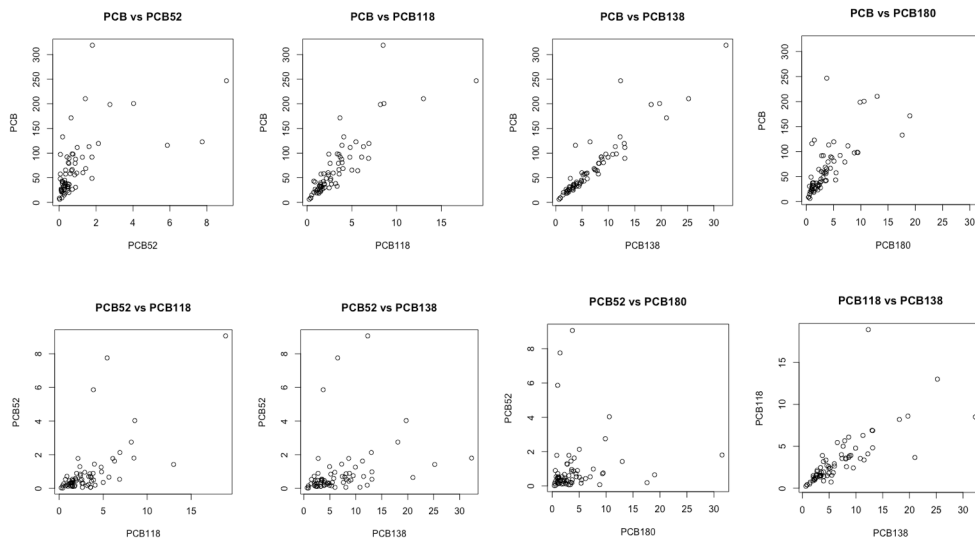 PCB vs PCB52
PCB
0 50 100 150 200 250 300
0 2 4 6 8
PCB52
PCB vs PCB118
PCB
0 50 100 150 200 250 300
0 5 10 15
PCB118
PCB vs PCB138
PCB
0 50 100 150 200 250 300
0 5 10 15 20 25 30
PCB138
PCB vs PCB180
PCB
0 50 100 150 200 250 300
0 5 10 15 20 25 30
PCB180
PCB52 vs PCB118
PCB52
0 2 4 6 8
0 5 10 15
PCB118
PCB52 vs PCB138
PCB52
0 2 4 6 8
0 5 10 15 20 25 30
PCB138
PCB52 vs PCB180
PCB52
0 2 4 6 8
0 5 10 15 20 25 30
PCB180
PCB118 vs PCB138
PCB118
0 5 10 15
0 5 10 15 20 25 30
PCB138